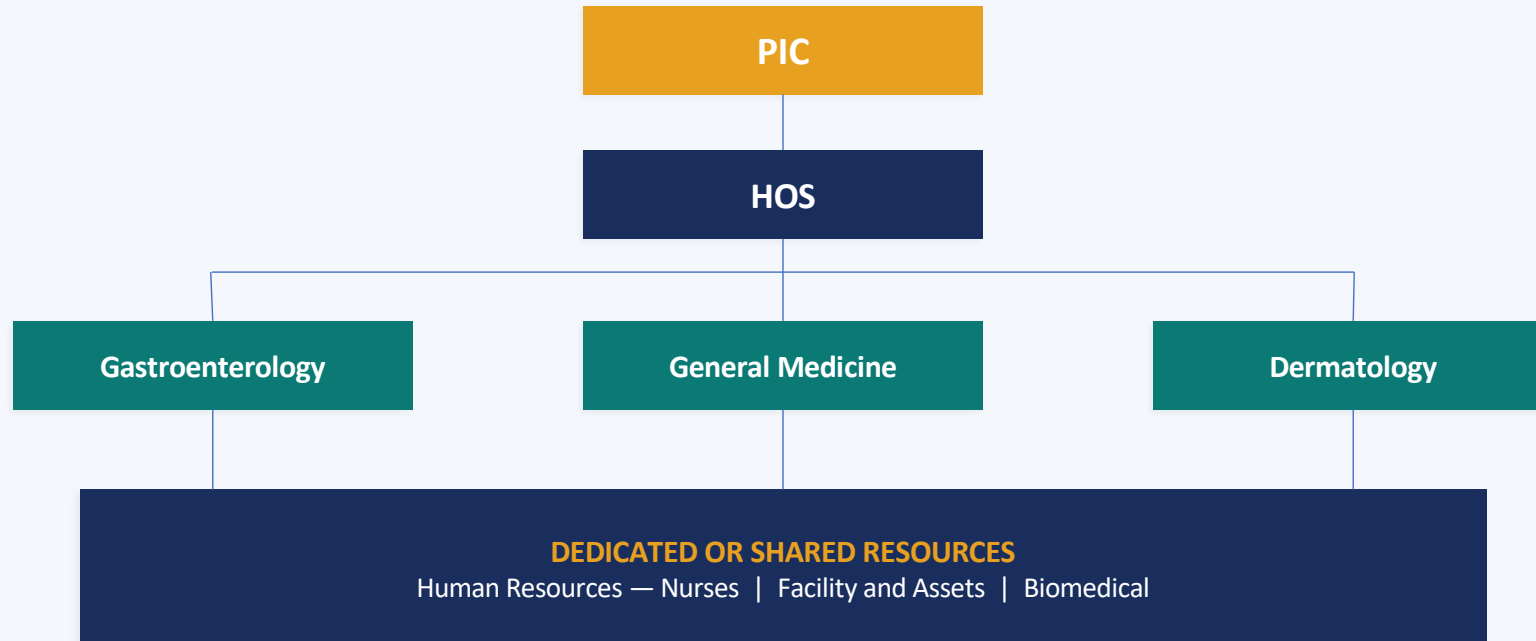 PIC
HOS
Gastroenterology
General Medicine
Dermatology
DEDICATED OR SHARED RESOURCES
Human Resources — Nurses | Facility and Assets | Biomedical